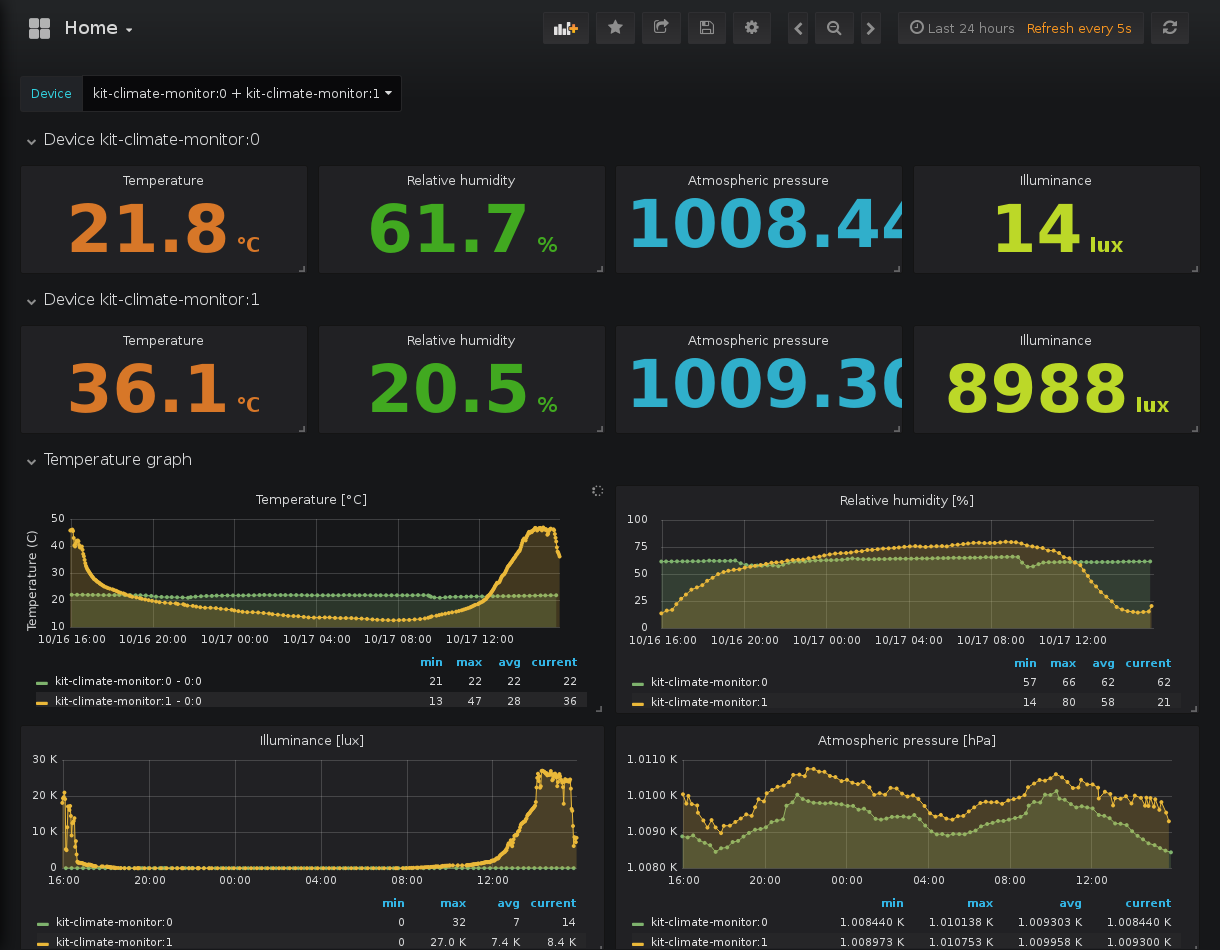 Home
Last 24 hours Refresh every 5s
Device kit-climate-monitor:0 + kit-climate-monitor:1
Device kit-climate-monitor:0
Temperature Relative humidity Atmospheric pressure Illuminance
21.8 °C 61.7 % 1008.44 14 lux
Device kit-climate-monitor:1
Temperature Relative humidity Atmospheric pressure Illuminance
36.1 °C 20.5 % 1009.30 8988 lux
Temperature graph
Temperature [°C]
Temperature (C)
50
40
30
20
10
10/16 16:00 10/16 20:00 10/17 00:00 10/17 04:00 10/17 08:00 10/17 12:00
min max avg current
kit-climate-monitor:0 - 0:0 21 22 22 22
kit-climate-monitor:1 - 0:0 13 47 28 36
Relative humidity [%]
100
75
50
25
0
10/16 16:00 10/16 20:00 10/17 00:00 10/17 04:00 10/17 08:00 10/17 12:00
min max avg current
kit-climate-monitor:0 57 66 62 62
kit-climate-monitor:1 14 80 58 21
Illuminance [lux]
30 K
20 K
10 K
0
16:00 20:00 00:00 04:00 08:00 12:00
min max avg current
kit-climate-monitor:0 0 32 7 14
kit-climate-monitor:1 0 27.0 K 7.4 K 8.4 K
Atmospheric pressure [hPa]
1.0110 K
1.0100 K
1.0090 K
1.0080 K
16:00 20:00 00:00 04:00 08:00 12:00
min max avg current
kit-climate-monitor:0 1.008440 K 1.010138 K 1.009303 K 1.008440 K
kit-climate-monitor:1 1.008973 K 1.010753 K 1.009958 K 1.009300 K